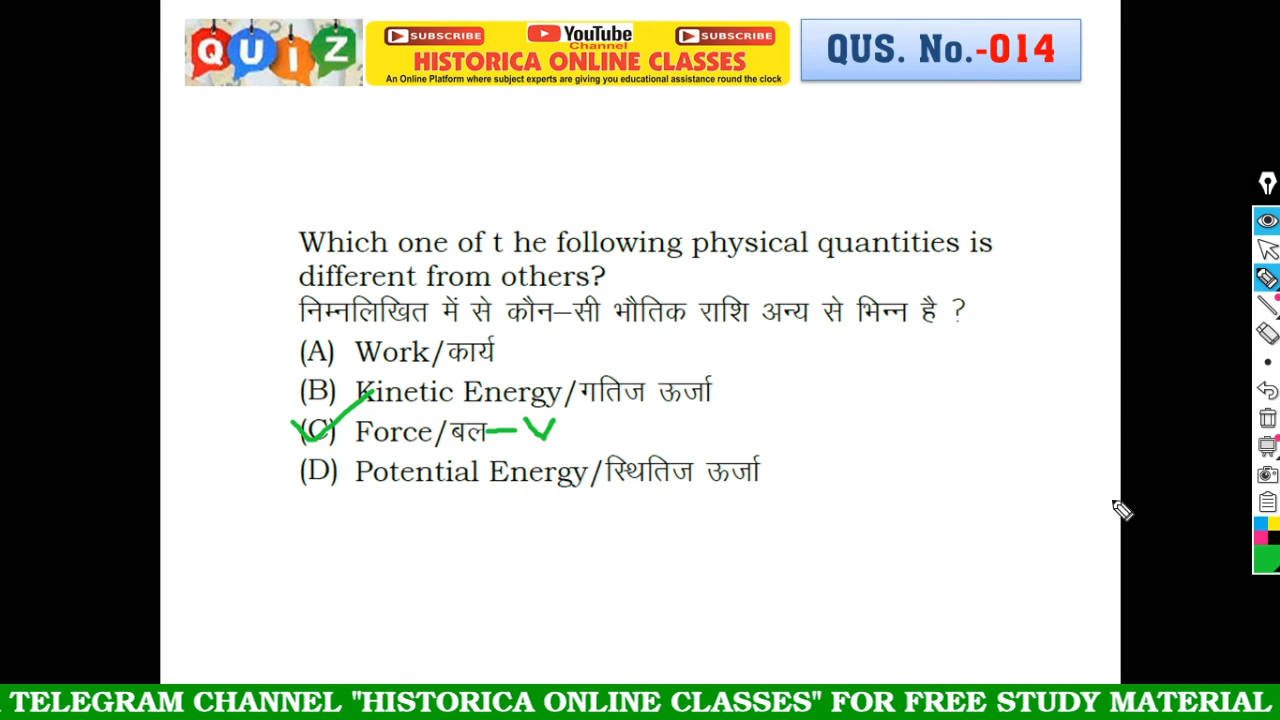 QUIZ
SUBSCRIBE
YouTube
Channel
SUBSCRIBE
HISTORICA ONLINE CLASSES
An Online Platform where subject experts are giving you educational assistance round the clock
QUS. No.-014
Which one of t he following physical quantities is
different from others?
निम्नलिखित में से कौन–सी भौतिक राशि अन्य से भिन्न है ?
(A) Work/कार्य
(B) Kinetic Energy/गतिज ऊर्जा
(C) Force/बल – V
(D) Potential Energy/स्थितिज ऊर्जा
TELEGRAM CHANNEL "HISTORICA ONLINE CLASSES" FOR FREE STUDY MATERIAL